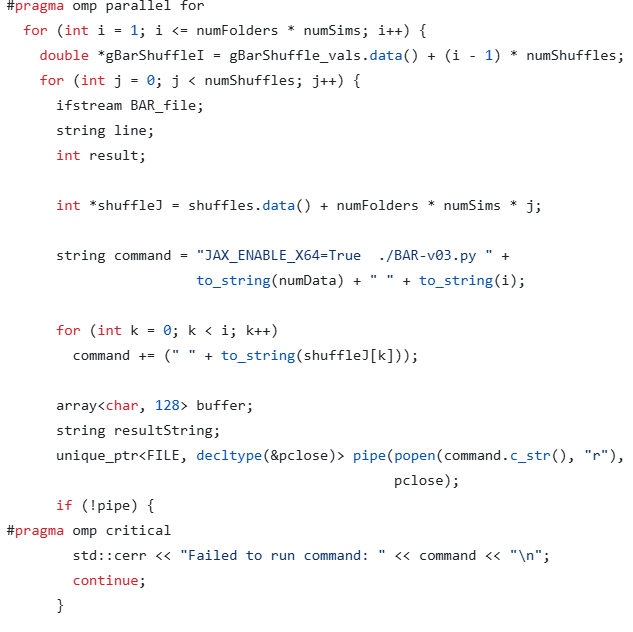 #pragma omp parallel for
  for (int i = 1; i <= numFolders * numSims; i++) {
    double *gBarShuffleI = gBarShuffle_vals.data() + (i - 1) * numShuffles;
    for (int j = 0; j < numShuffles; j++) {
      ifstream BAR_file;
      string line;
      int result;

      int *shuffleJ = shuffles.data() + numFolders * numSims * j;

      string command = "JAX_ENABLE_X64=True  ./BAR-v03.py " +
                       to_string(numData) + " " + to_string(i);

      for (int k = 0; k < i; k++)
        command += (" " + to_string(shuffleJ[k]));

      array<char, 128> buffer;
      string resultString;
      unique_ptr<FILE, decltype(&pclose)> pipe(popen(command.c_str(), "r"),
                                               pclose);
      if (!pipe) {
#pragma omp critical
        std::cerr << "Failed to run command: " << command << "\n";
        continue;
      }